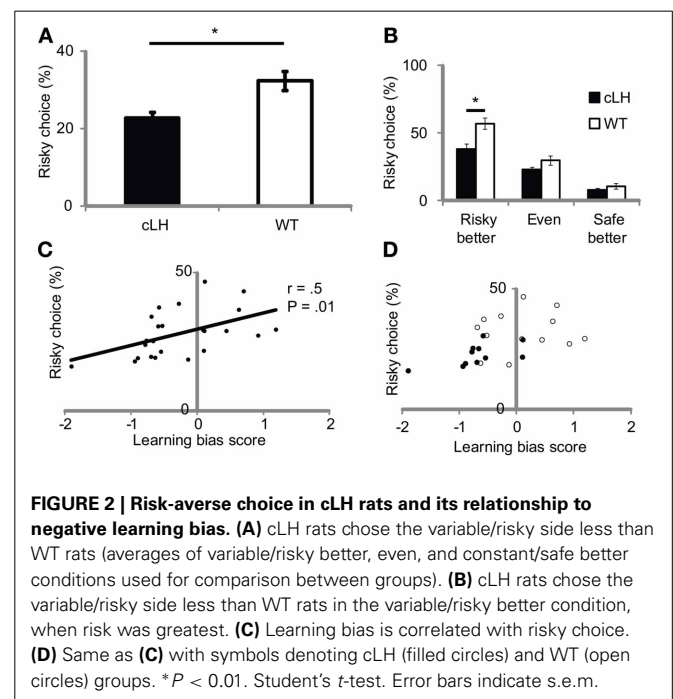 A
*
Risky choice (%)
40
20
0
cLH
WT
B
Risky choice (%)
100
50
0
*
cLH
WT
Risky
better
Even
Safe
better
C
Risky choice (%)
50
r = .5
P = .01
0
-2
-1
0
1
2
Learning bias score
D
Risky choice (%)
50
0
-2
-1
0
1
2
Learning bias score
FIGURE 2 | Risk-averse choice in cLH rats and its relationship to
negative learning bias. (A) cLH rats chose the variable/risky side less than
WT rats (averages of variable/risky better, even, and constant/safe better
conditions used for comparison between groups). (B) cLH rats chose the
variable/risky side less than WT rats in the variable/risky better condition,
when risk was greatest. (C) Learning bias is correlated with risky choice.
(D) Same as (C) with symbols denoting cLH (filled circles) and WT (open
circles) groups. *P < 0.01. Student's t-test. Error bars indicate s.e.m.